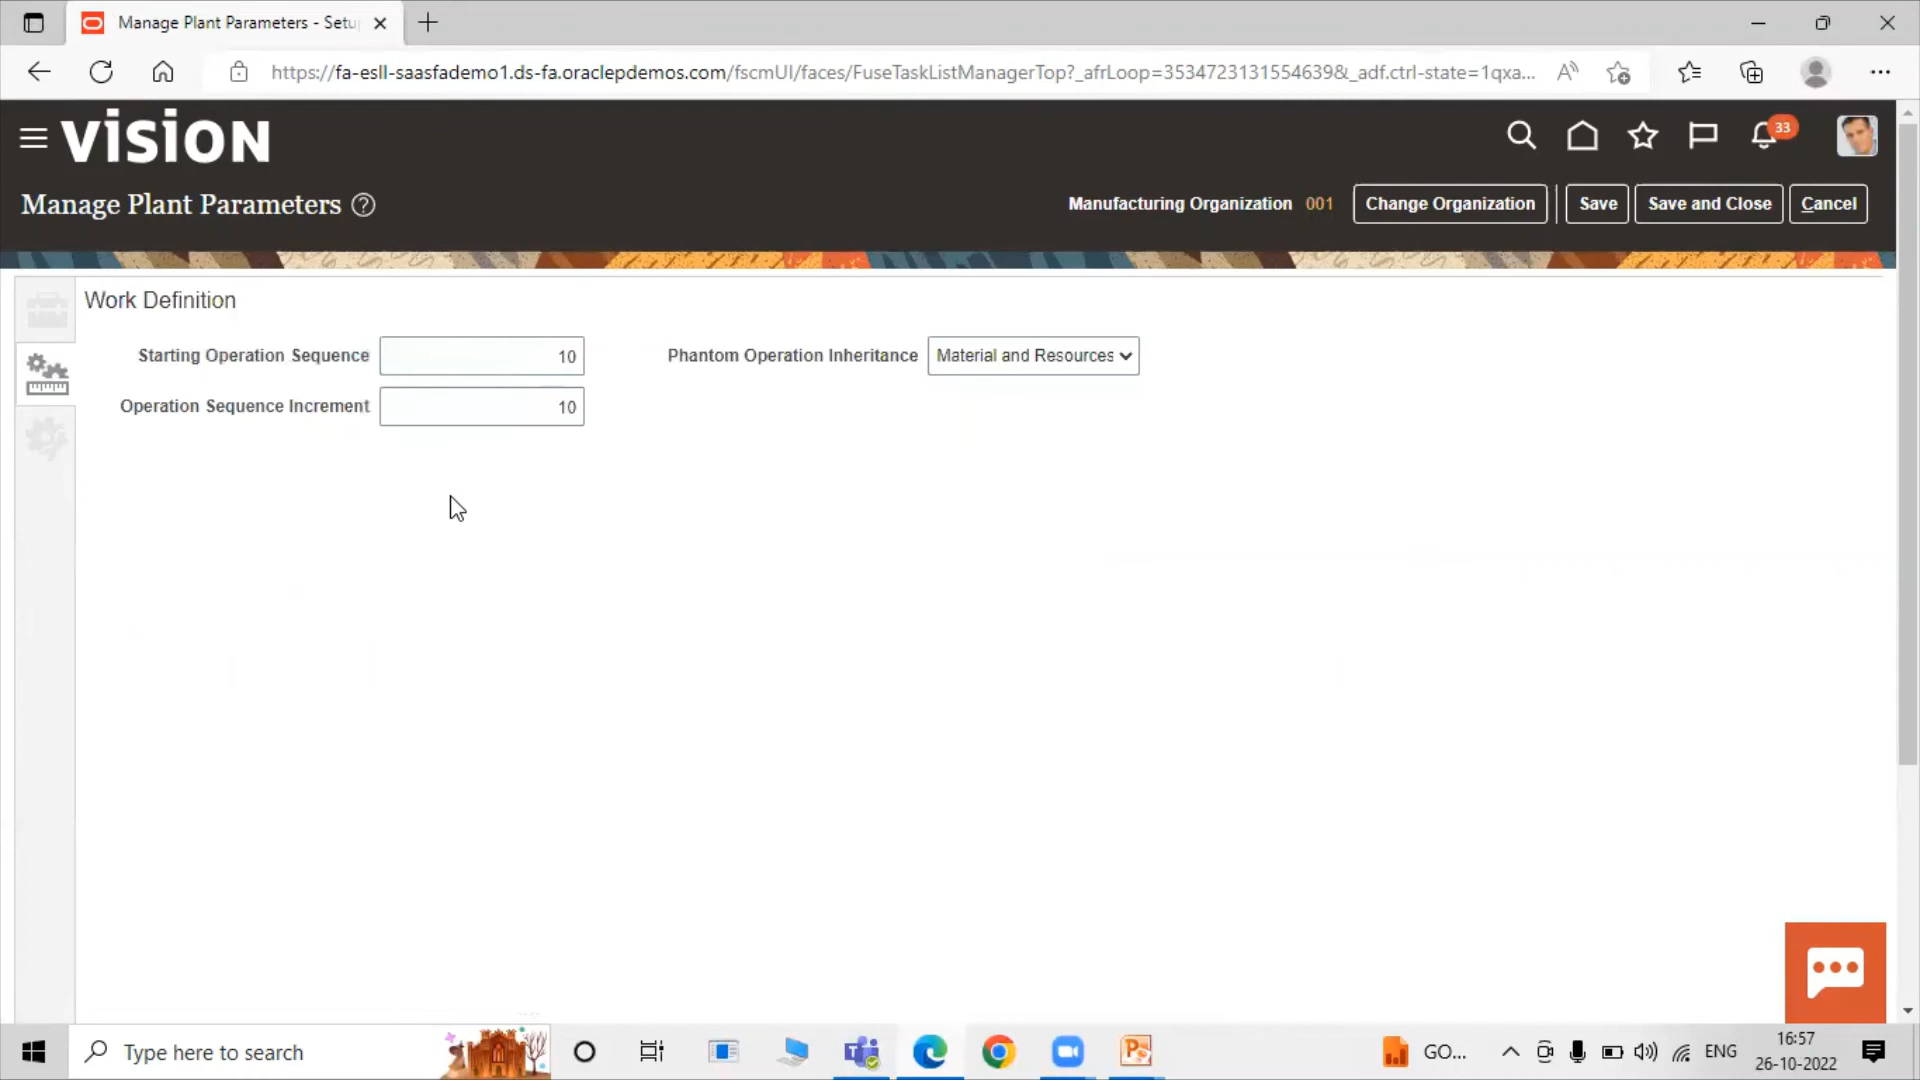 Manage Plant Parameters - Setu
https://fa-esll-saasfademo1.ds-fa.oraclepdemos.com/fscmUI/faces/FuseTaskListManagerTop?_afrLoop=3534723131554639&_adf.ctrl-state=1qxa...
VISION
33
Manage Plant Parameters
Manufacturing Organization 001
Change Organization
Save
Save and Close
Cancel
Work Definition
Starting Operation Sequence 10
Phantom Operation Inheritance Material and Resources
Operation Sequence Increment 10
Type here to search
GO...
ENG
16:57
26-10-2022